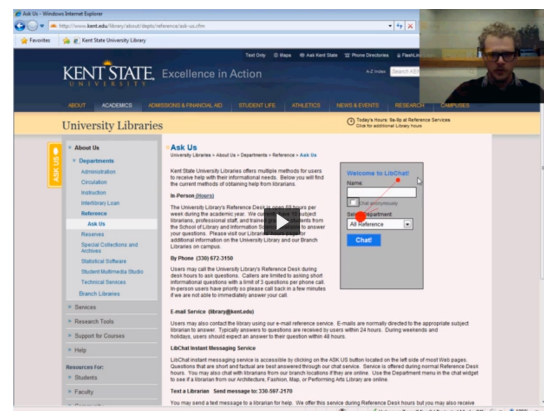 Ask Us - Windows Internet Explorer
http://www.kent.edu/library/about/depts/reference/ask-us.cfm
Favorites
Kent State University Library
Text Only Maps Ask Kent State Phone Directories FlashLine
KENT STATE
UNIVERSITY
Excellence in Action
A-Z Index
ABOUT ACADEMICS ADMISSIONS & FINANCIAL AID STUDENT LIFE ATHLETICS NEWS & EVENTS RESEARCH CAMPUSES
University Libraries
Today's Hours: 9a-9p at Reference Services
Click for additional Library hours
ASK US
About Us
Departments
Administration
Circulation
Instruction
Interlibrary Loan
Reference
Ask Us
Reserves
Special Collections and
Archives
Statistical Software
Student Multimedia Studio
Technical Services
Branch Libraries
Services
Research Tools
Support for Courses
Help
Resources For:
Students
Faculty
Ask Us
University Libraries > About Us > Departments > Reference > Ask Us
Kent State University Libraries offers multiple methods for users
to receive help with their informational needs. Below you will find
the current methods of obtaining help from librarians.
In-Person (Hours)
The University Library's Reference Desk is open 68 hours per
week during the academic year. We currently have subject
librarians, professional staff, and trained students from
the School of Library and Information Science to answer
your questions. Please visit our Libraries page for
additional information on the University Library and our Branch
Libraries on campus.
By Phone (330) 672-3150
Users may call the University Library's Reference Desk during
desk hours to ask questions. Callers are limited to asking short
informational questions with a limit of 3 questions per phone call.
In-person users have priority so please call back in a few minutes
if we are not able to immediately answer your call.
E-mail Service (library@kent.edu)
Users may also contact the library using our e-mail reference service. E-mails are normally directed to the appropriate subject
librarian to answer. Typically answers to questions are received by users within 24 hours. During weekends and
holidays, users should expect an answer to their question within 48 hours.
LibChat Instant Messaging Service
LibChat instant messaging service is accessible by clicking on the ASK US button located on the left side of most Web pages.
Questions that are short and factual are best answered through our chat service. Service is offered during normal Reference Desk
hours. You may also chat with librarians from our branch locations if they are online. Use the Department menu in the chat widget
to see if a librarian from our Architecture, Fashion, Map, or Performing Arts Library are online.
Text a Librarian Send message to: 330-597-2170
You may send a text message to a librarian for help. We offer this service during Reference Desk hours but you may also receive
Welcome to LibChat!
Name:
Chat anonymously
Select Department
All Reference
Chat!